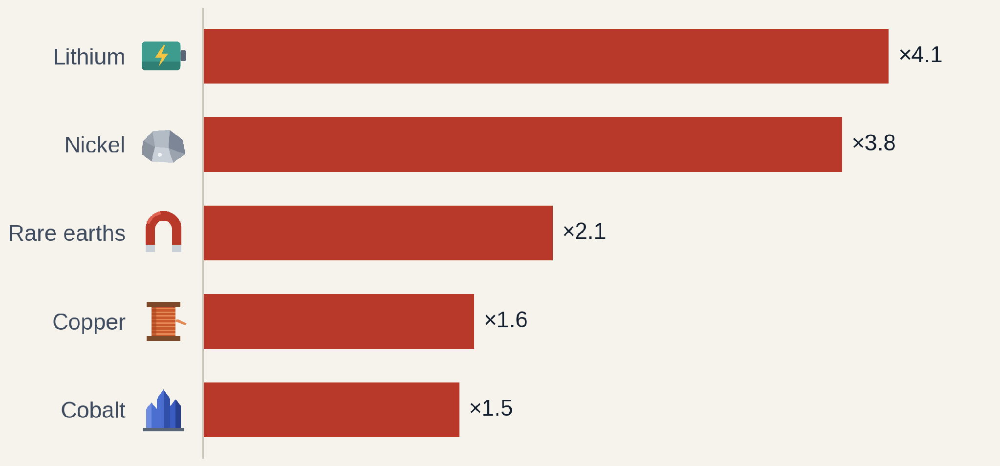 Lithium ×4.1
Nickel ×3.8
Rare earths ×2.1
Copper ×1.6
Cobalt ×1.5